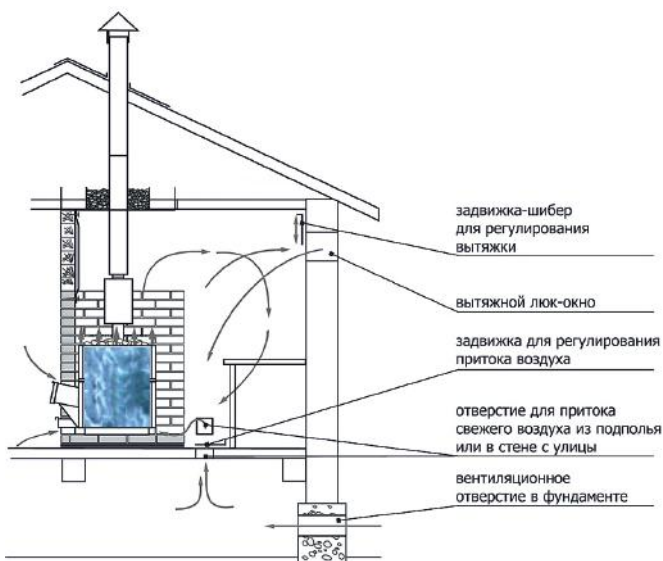 задвижка-шибер
для регулирования
вытяжки
вытяжной люк-окно
задвижка для регулирования
притока воздуха
отверстие для притока
свежего воздуха из подполья
или в стене с улицы
вентиляционное
отверстие в фундаменте